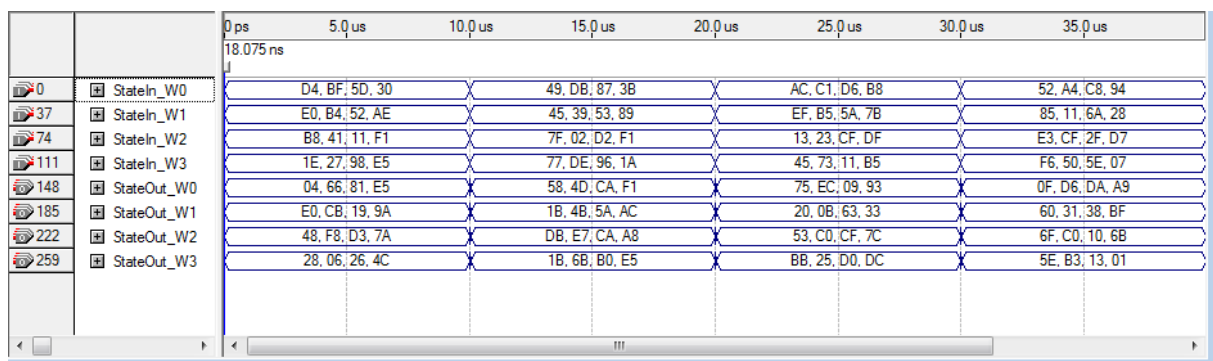 0 ps 5.0 us 10.0 us 15.0 us 20.0 us 25.0 us 30.0 us 35.0 us
18.075 ns
0 StateIn_W0 D4, BF, 5D, 30 49, DB, 87, 3B AC, C1, D6, B8 52, A4, C8, 94
37 StateIn_W1 E0, B4, 52, AE 45, 39, 53, 89 EF, B5, 5A, 7B 85, 11, 6A, 28
74 StateIn_W2 B8, 41, 11, F1 7F, 02, D2, F1 13, 23, CF, DF E3, CF, 2F, D7
111 StateIn_W3 1E, 27, 98, E5 77, DE, 96, 1A 45, 73, 11, B5 F6, 50, 5E, 07
148 StateOut_W0 04, 66, 81, E5 58, 4D, CA, F1 75, EC, 09, 93 0F, D6, DA, A9
185 StateOut_W1 E0, CB, 19, 9A 1B, 4B, 5A, AC 20, 0B, 63, 33 60, 31, 38, BF
222 StateOut_W2 48, F8, D3, 7A DB, E7, CA, A8 53, C0, CF, 7C 6F, C0, 10, 6B
259 StateOut_W3 28, 06, 26, 4C 1B, 6B, B0, E5 BB, 25, D0, DC 5E, B3, 13, 01